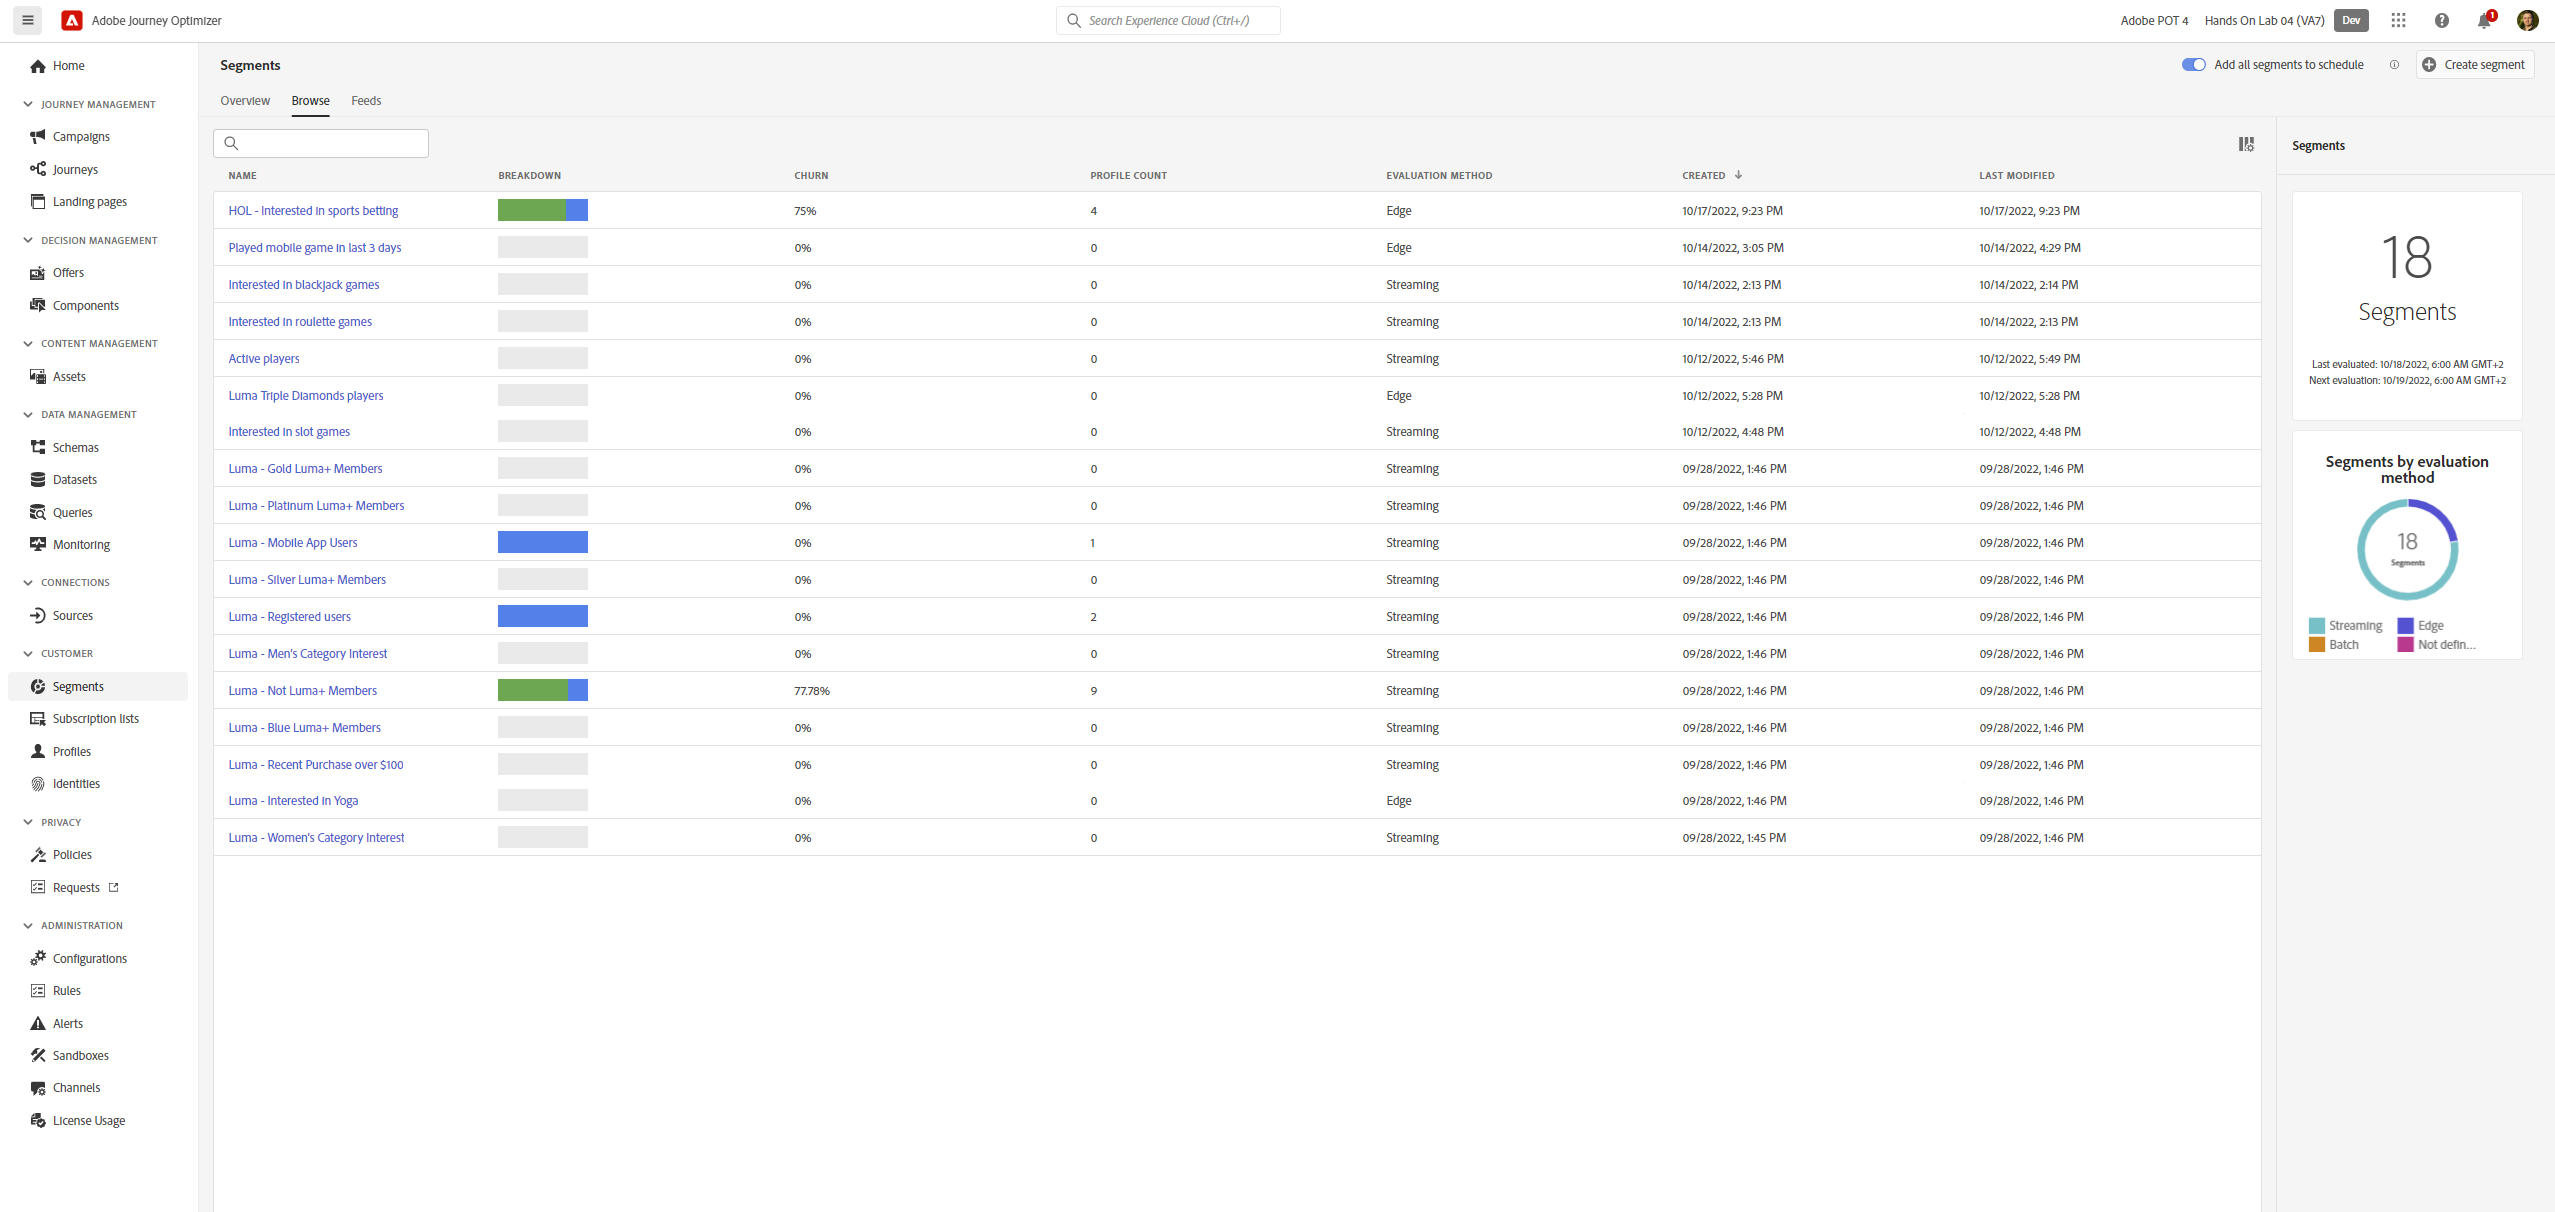 Adobe Journey Optimizer
Search Experience Cloud (Ctrl+/)
Adobe POT 4 Hands On Lab 04 (VA7) Dev 1
Home
JOURNEY MANAGEMENT
Campaigns
Journeys
Landing pages
DECISION MANAGEMENT
Offers
Components
CONTENT MANAGEMENT
Assets
DATA MANAGEMENT
Schemas
Datasets
Queries
Monitoring
CONNECTIONS
Sources
CUSTOMER
Segments
Subscription lists
Profiles
Identities
PRIVACY
Policies
Requests
ADMINISTRATION
Configurations
Rules
Alerts
Sandboxes
Channels
License Usage
Segments
Add all segments to schedule
Create segment
Overview Browse Feeds
NAME BREAKDOWN CHURN PROFILE COUNT EVALUATION METHOD CREATED LAST MODIFIED
HOL - Interested in sports betting 75% 4 Edge 10/17/2022, 9:23 PM 10/17/2022, 9:23 PM
Played mobile game in last 3 days 0% 0 Edge 10/14/2022, 3:05 PM 10/14/2022, 4:29 PM
Interested in blackjack games 0% 0 Streaming 10/14/2022, 2:13 PM 10/14/2022, 2:14 PM
Interested in roulette games 0% 0 Streaming 10/14/2022, 2:13 PM 10/14/2022, 2:13 PM
Active players 0% 0 Streaming 10/12/2022, 5:46 PM 10/12/2022, 5:49 PM
Luma Triple Diamonds players 0% 0 Edge 10/12/2022, 5:28 PM 10/12/2022, 5:28 PM
Interested in slot games 0% 0 Streaming 10/12/2022, 4:48 PM 10/12/2022, 4:48 PM
Luma - Gold Luma+ Members 0% 0 Streaming 09/28/2022, 1:46 PM 09/28/2022, 1:46 PM
Luma - Platinum Luma+ Members 0% 0 Streaming 09/28/2022, 1:46 PM 09/28/2022, 1:46 PM
Luma - Mobile App Users 0% 1 Streaming 09/28/2022, 1:46 PM 09/28/2022, 1:46 PM
Luma - Silver Luma+ Members 0% 0 Streaming 09/28/2022, 1:46 PM 09/28/2022, 1:46 PM
Luma - Registered users 0% 2 Streaming 09/28/2022, 1:46 PM 09/28/2022, 1:46 PM
Luma - Men's Category Interest 0% 0 Streaming 09/28/2022, 1:46 PM 09/28/2022, 1:46 PM
Luma - Not Luma+ Members 77.78% 9 Streaming 09/28/2022, 1:46 PM 09/28/2022, 1:46 PM
Luma - Blue Luma+ Members 0% 0 Streaming 09/28/2022, 1:46 PM 09/28/2022, 1:46 PM
Luma - Recent Purchase over $100 0% 0 Streaming 09/28/2022, 1:46 PM 09/28/2022, 1:46 PM
Luma - Interested in Yoga 0% 0 Edge 09/28/2022, 1:46 PM 09/28/2022, 1:46 PM
Luma - Women's Category Interest 0% 0 Streaming 09/28/2022, 1:45 PM 09/28/2022, 1:46 PM
Segments
18
Segments
Last evaluated: 10/18/2022, 6:00 AM GMT+2
Next evaluation: 10/19/2022, 6:00 AM GMT+2
Segments by evaluation
method
18
Segments
Streaming Edge
Batch Not defin...